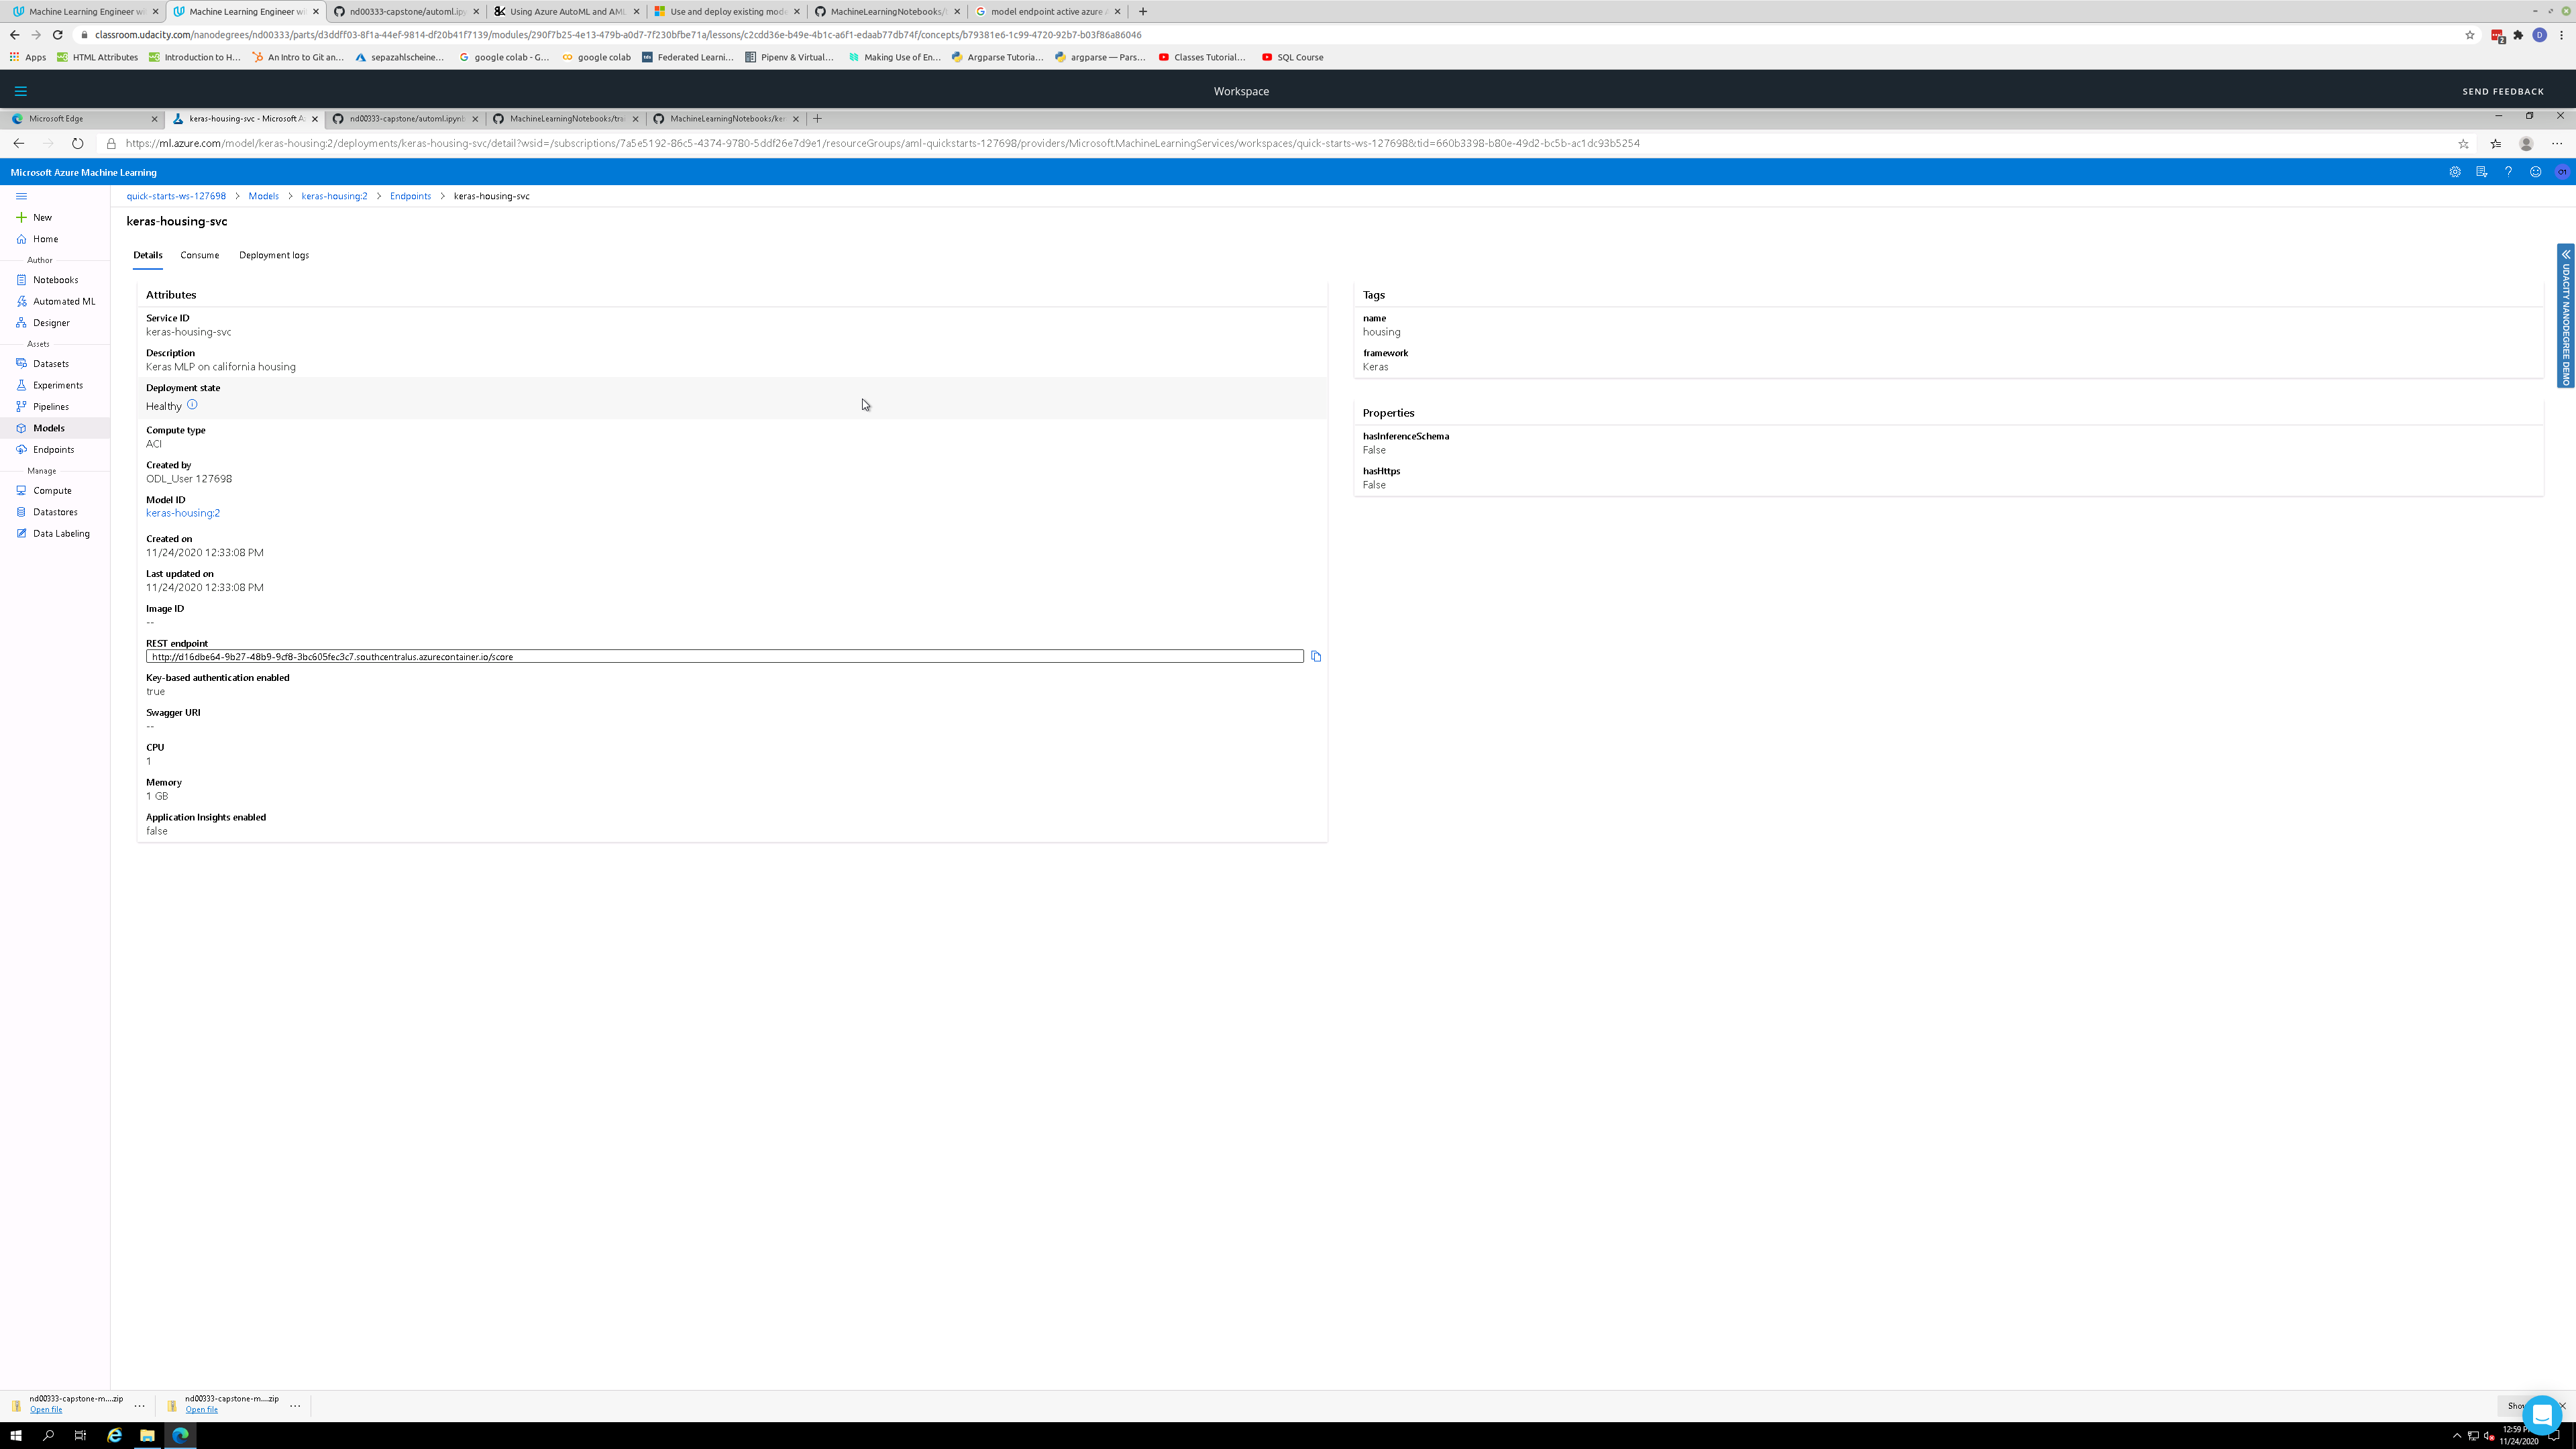 Machine Learning Engineer wi
Machine Learning Engineer wi
nd00333-capstone/automl.ipy
Using Azure AutoML and AML
Use and deploy existing mode
MachineLearningNotebooks/
model endpoint active azure
classroom.udacity.com/nanodegrees/nd00333/parts/d3ddff03-8f1a-44ef-9814-df20b41f7139/modules/290f7b25-4e13-479b-a0d7-7f230bfbe71a/lessons/c2cdd36e-b49e-4b1c-a6f1-edaab77db74f/concepts/b79381e6-1c99-4720-92b7-b03f86a86046
Apps
HTML Attributes
Introduction to H...
An Intro to Git an...
sepazahlscheine...
google colab - G...
google colab
Federated Learni...
Pipenv & Virtual...
Making Use of En...
Argparse Tutoria...
argparse — Pars...
Classes Tutorial...
SQL Course
Workspace
SEND FEEDBACK
Microsoft Edge
keras-housing-svc - Microsoft A
nd00333-capstone/automl.ipynb
MachineLearningNotebooks/trai
MachineLearningNotebooks/ker
https://ml.azure.com/model/keras-housing:2/deployments/keras-housing-svc/detail?wsid=/subscriptions/7a5e5192-86c5-4374-9780-5ddf26e7d9e1/resourceGroups/aml-quickstarts-127698/providers/Microsoft.MachineLearningServices/workspaces/quick-starts-ws-127698&tid=660b3398-b80e-49d2-bc5b-ac1dc93b5254
Microsoft Azure Machine Learning
quick-starts-ws-127698 > Models > keras-housing:2 > Endpoints > keras-housing-svc
New
Home
Author
Notebooks
Automated ML
Designer
Assets
Datasets
Experiments
Pipelines
Models
Endpoints
Manage
Compute
Datastores
Data Labeling
keras-housing-svc
Details
Consume
Deployment logs
Attributes
Service ID
keras-housing-svc
Description
Keras MLP on california housing
Deployment state
Healthy
Compute type
ACI
Created by
ODL_User 127698
Model ID
keras-housing:2
Created on
11/24/2020 12:33:08 PM
Last updated on
11/24/2020 12:33:08 PM
Image ID
--
REST endpoint
http://d16dbe64-9b27-48b9-9cf8-3bc605fec3c7.southcentralus.azurecontainer.io/score
Key-based authentication enabled
true
Swagger URI
--
CPU
1
Memory
1 GB
Application Insights enabled
false
Tags
name
housing
framework
Keras
Properties
hasInferenceSchema
False
hasHttps
False
UDACITY NANODEGREE DEMO
nd00333-capstone-m....zip
Open file
nd00333-capstone-m....zip
Open file
12:59
11/24/2020